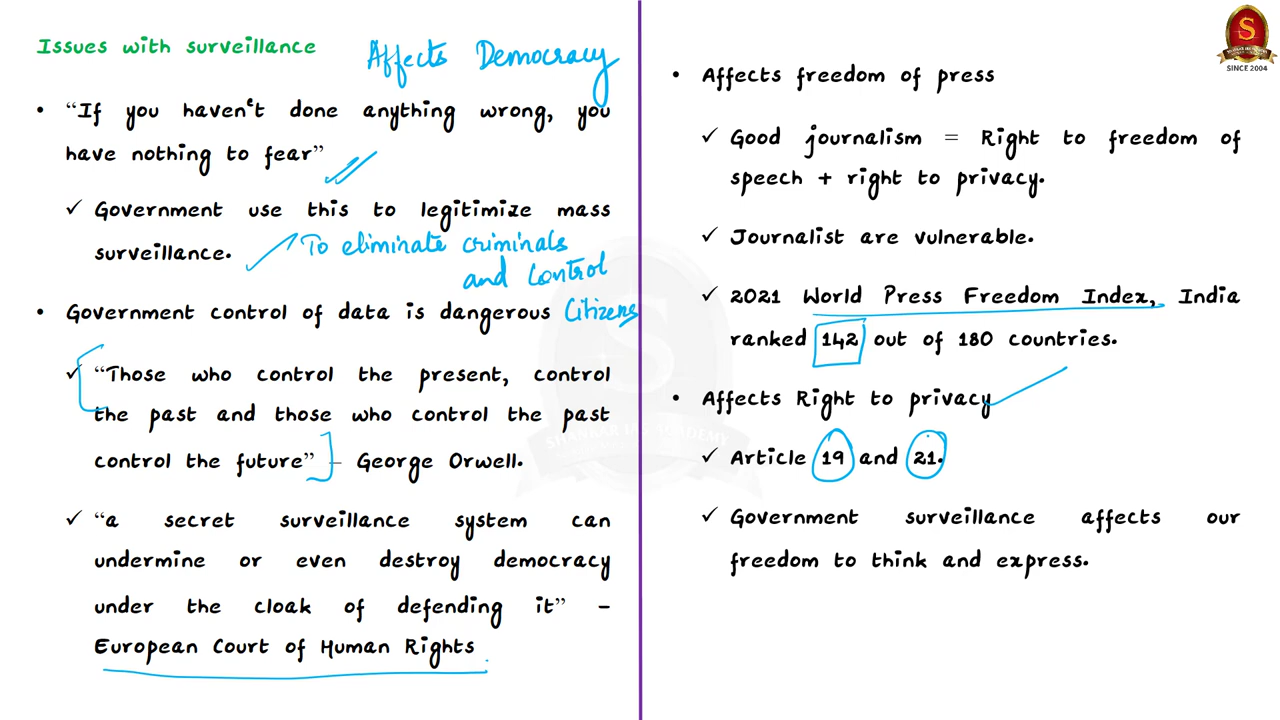 Issues with surveillance
Affects Democracy
• "If you haven't done anything wrong, you
have nothing to fear"
✓ Government use this to legitimize mass
surveillance.
To eliminate criminals
and control
Citizens
• Government control of data is dangerous
✓ "Those who control the present, control
the past and those who control the past
control the future" – George Orwell.
✓ "a secret surveillance system can
undermine or even destroy democracy
under the cloak of defending it" –
European Court of Human Rights
• Affects freedom of press
✓ Good journalism = Right to freedom of
speech + right to privacy.
✓ Journalist are vulnerable.
✓ 2021 World Press Freedom Index, India
ranked 142 out of 180 countries.
• Affects Right to privacy
✓ Article 19 and 21.
✓ Government surveillance affects our
freedom to think and express.
S
SHANKAR IAS ACADEMY
SINCE 2004
SHANKAR IAS ACADEMY